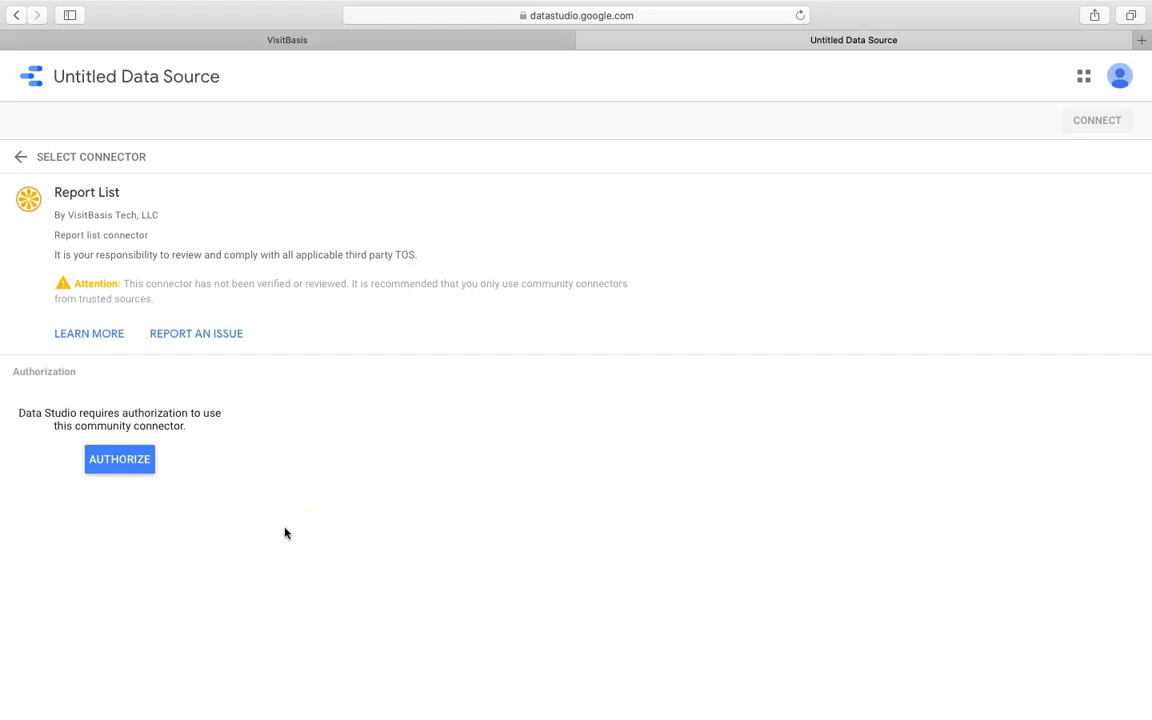 datastudio.google.com
VisitBasis
Untitled Data Source
Untitled Data Source
CONNECT
SELECT CONNECTOR
Report List
By VisitBasis Tech, LLC
Report list connector
It is your responsibility to review and comply with all applicable third party TOS.
Attention: This connector has not been verified or reviewed. It is recommended that you only use community connectors
from trusted sources.
LEARN MORE REPORT AN ISSUE
Authorization
Data Studio requires authorization to use
this community connector.
AUTHORIZE